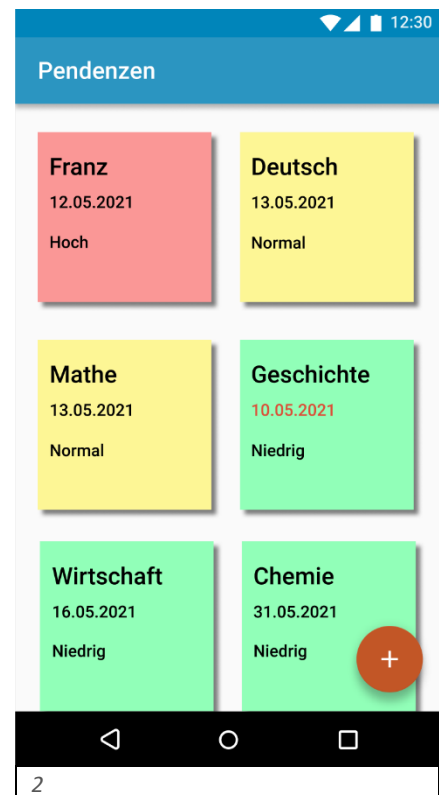 12:30
Pendenzen
Franz
12.05.2021
Hoch
Deutsch
13.05.2021
Normal
Mathe
13.05.2021
Normal
Geschichte
10.05.2021
Niedrig
Wirtschaft
16.05.2021
Niedrig
Chemie
31.05.2021
Niedrig
+
2